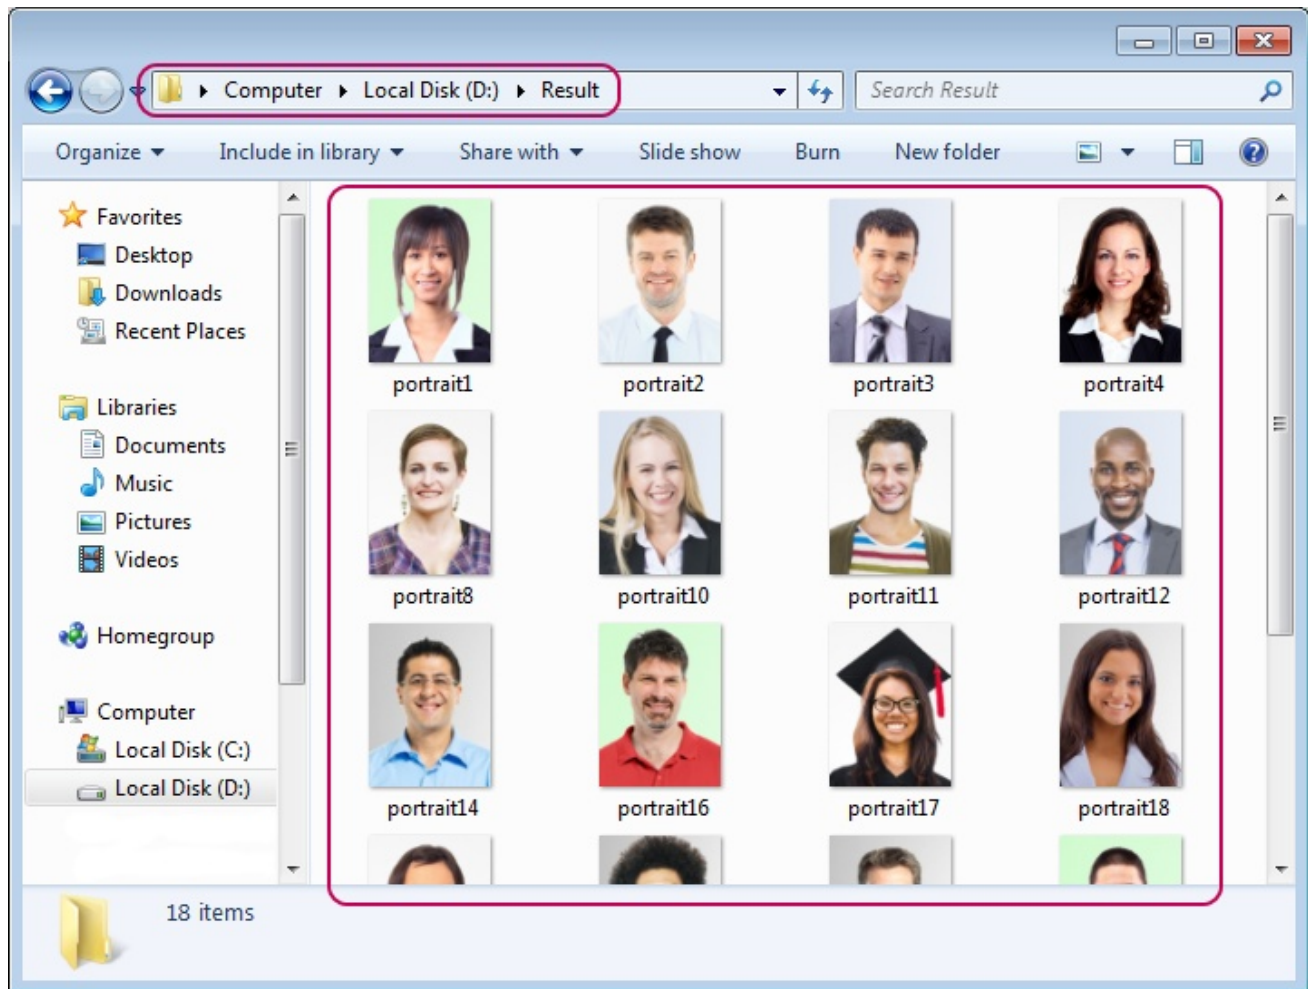 Computer Local Disk (D:) Result
Search Result
Organize Include in library Share with Slide show Burn New folder
Favorites
Desktop
Downloads
Recent Places
Libraries
Documents
Music
Pictures
Videos
Homegroup
Computer
Local Disk (C:)
Local Disk (D:)
portrait1 portrait2 portrait3 portrait4
portrait8 portrait10 portrait11 portrait12
portrait14 portrait16 portrait17 portrait18
18 items